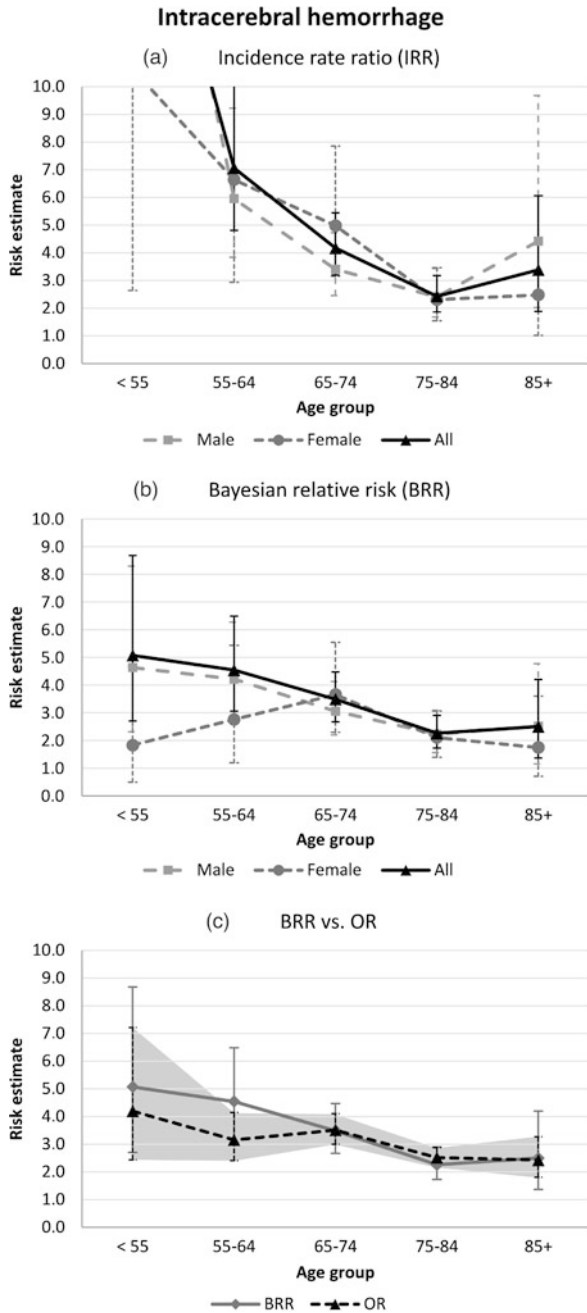 Intracerebral hemorrhage
(a) Incidence rate ratio (IRR)
10.0
9.0
8.0
7.0
6.0
5.0
4.0
3.0
2.0
1.0
0.0
Risk estimate
< 55 55-64 65-74 75-84 85+
Age group
Male Female All
(b) Bayesian relative risk (BRR)
10.0
9.0
8.0
7.0
6.0
5.0
4.0
3.0
2.0
1.0
0.0
Risk estimate
< 55 55-64 65-74 75-84 85+
Age group
Male Female All
(c) BRR vs. OR
10.0
9.0
8.0
7.0
6.0
5.0
4.0
3.0
2.0
1.0
0.0
Risk estimate
< 55 55-64 65-74 75-84 85+
Age group
BRR OR